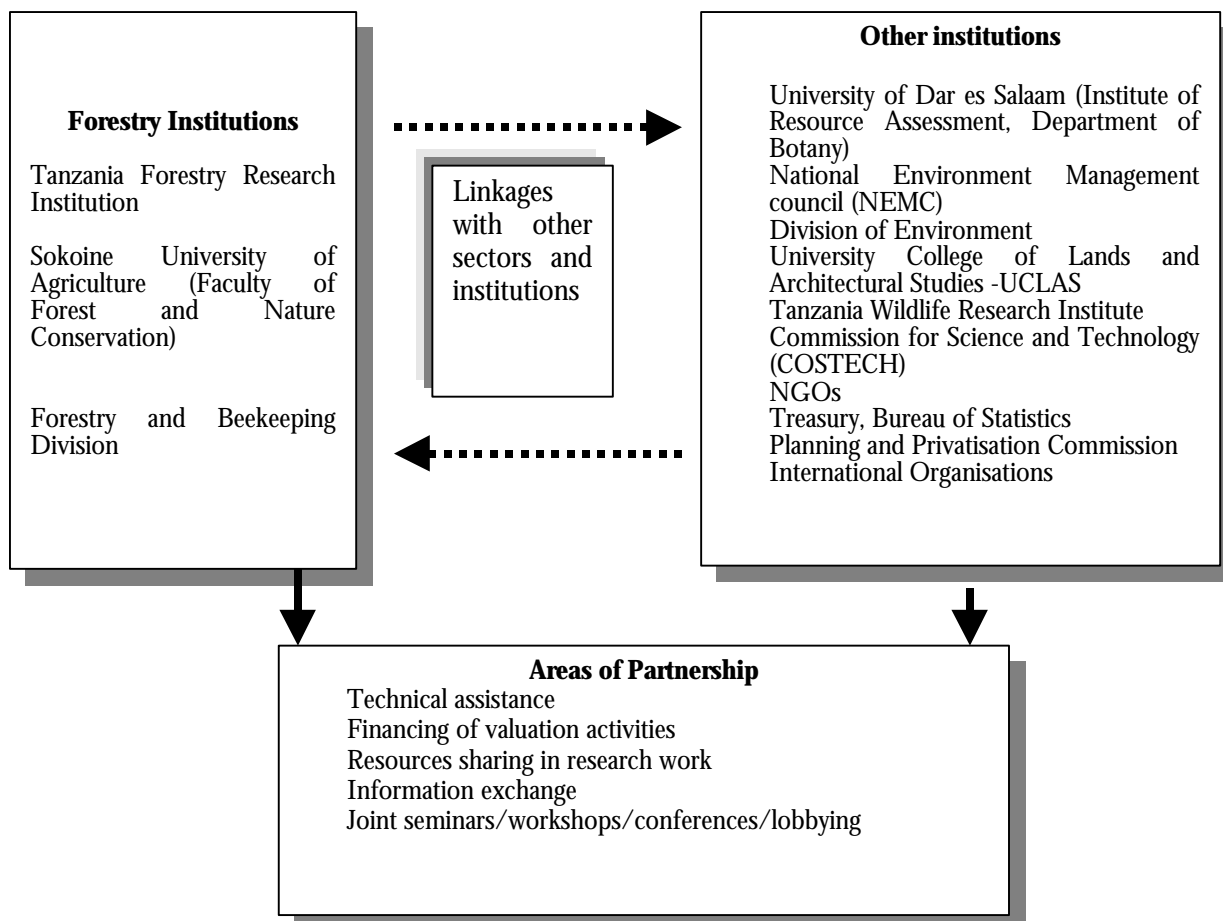 Forestry Institutions
Tanzania Forestry Research
Institution
Sokoine University of
Agriculture (Faculty of
Forest and Nature
Conservation)
Forestry and Beekeeping
Division
Linkages
with other
sectors and
institutions
Other institutions
University of Dar es Salaam (Institute of
Resource Assessment, Department of
Botany)
National Environment Management
council (NEMC)
Division of Environment
University College of Lands and
Architectural Studies -UCLAS
Tanzania Wildlife Research Institute
Commission for Science and Technology
(COSTECH)
NGOs
Treasury, Bureau of Statistics
Planning and Privatisation Commission
International Organisations
Areas of Partnership
Technical assistance
Financing of valuation activities
Resources sharing in research work
Information exchange
Joint seminars/workshops/conferences/lobbying